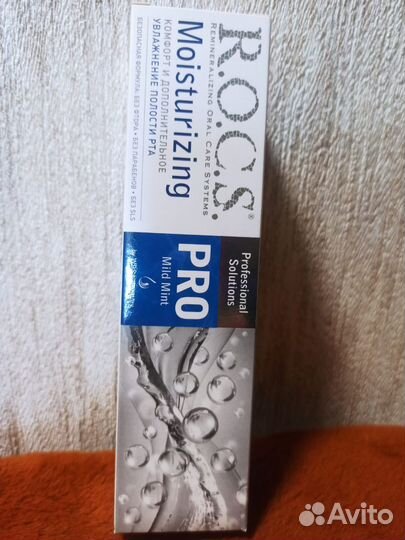 R.O.C.S.®
Remineralizing Oral Care Systems
Moisturizing
КОМФОРТ И ДОПОЛНИТЕЛЬНОЕ
УВЛАЖНЕНИЕ ПОЛОСТИ РТА
БЕЗОПАСНАЯ ФОРМУЛА: БЕЗ ФТОРА • БЕЗ ПАРАБЕНОВ • БЕЗ SLS
Professional
Solutions
PRO
Mild Mint
Avito